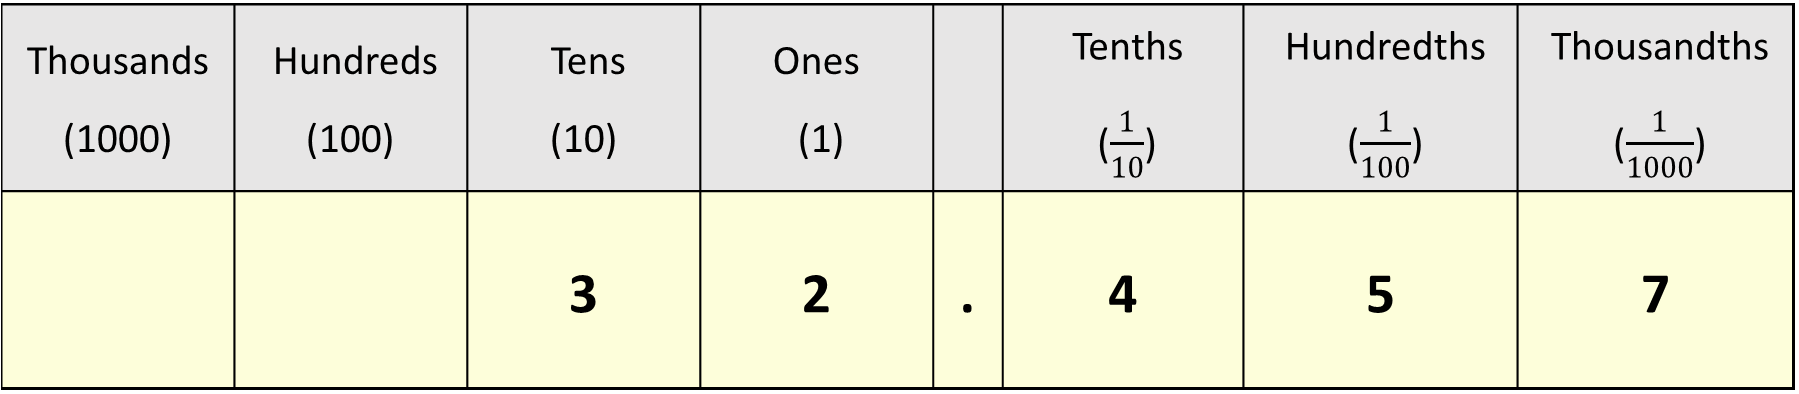 Thousands Hundreds Tens Ones Tenths Hundredths Thousandths
(1000) (100) (10) (1) (1/10) (1/100) (1/1000)
3 2 . 4 5 7